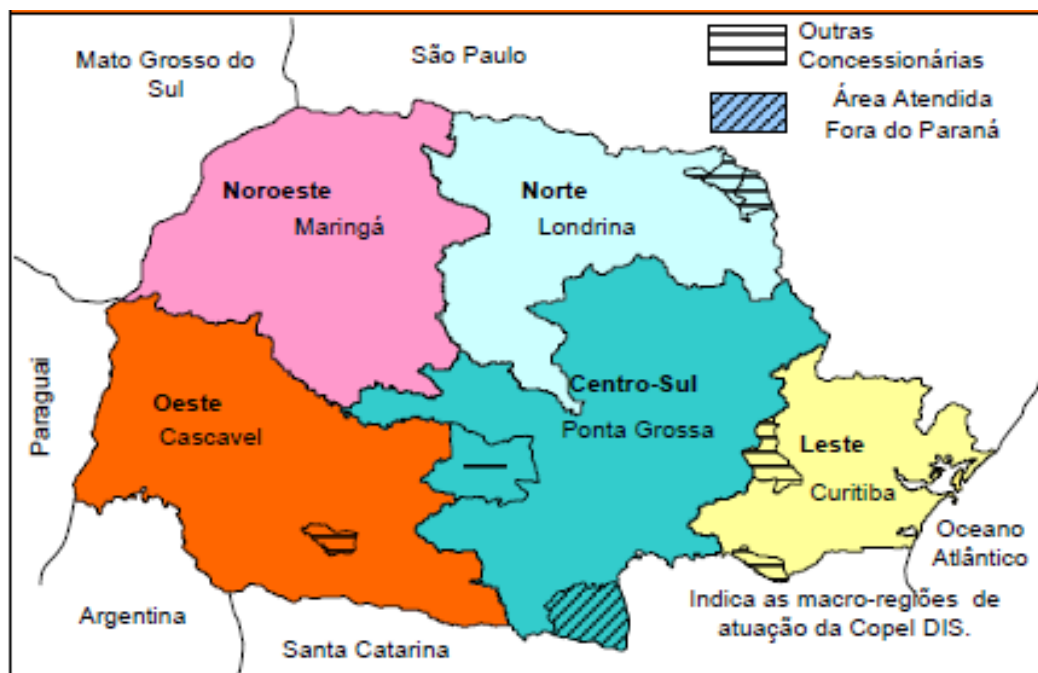 Mato Grosso do
Sul
São Paulo
Outras
Concessionárias
Área Atendida
Fora do Paraná
Noroeste
Maringá
Norte
Londrina
Paraguai
Oeste
Cascavel
Centro-Sul
Ponta Grossa
Leste
Curitiba
Oceano
Atlântico
Argentina
Santa Catarina
Indica as macro-regiões de
atuação da Copel DIS.